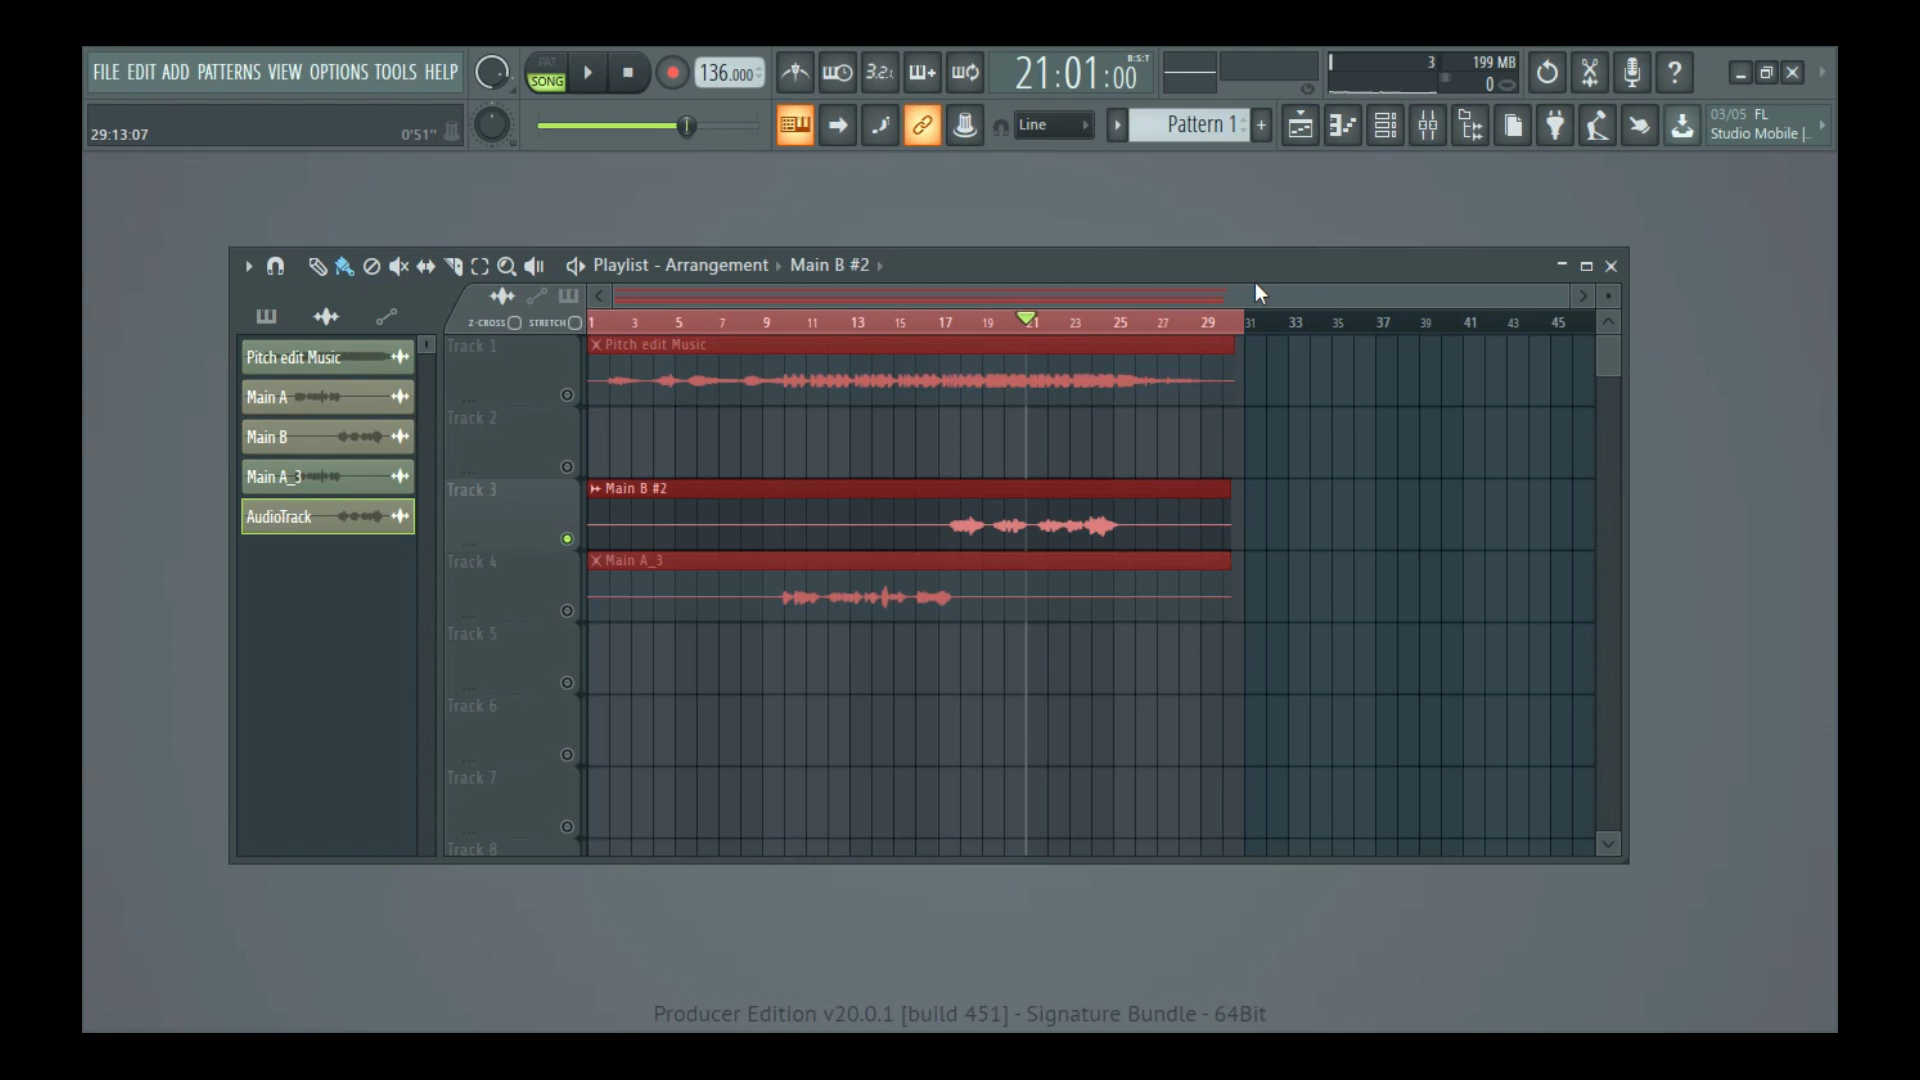 FILE EDIT ADD PATTERNS VIEW OPTIONS TOOLS HELP
PAT
SONG
136.000
3.2.
21:01:00
B:S:T
3
199 MB
0
?
29:13:07
0'51"
Line
Pattern 1
+
03/05 FL
Studio Mobile |..
Playlist - Arrangement
Main B #2
Z-CROSS
STRETCH
1 3 5 7 9 11 13 15 17 19 21 23 25 27 29 31 33 35 37 39 41 43 45
Pitch edit Music
Main A
Main B
Main A_3
AudioTrack
Track 1
Pitch edit Music
Track 2
Track 3
Main B #2
Track 4
Main A_3
Track 5
Track 6
Track 7
Track 8
Producer Edition v20.0.1 [build 451] - Signature Bundle - 64Bit